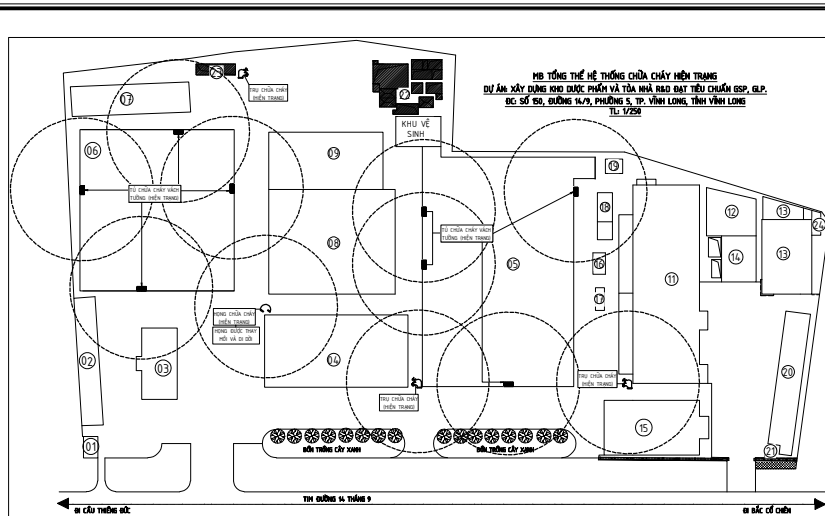 MB TỔNG THỂ HỆ THỐNG CHỮA CHÁY HIỆN TRẠNG
DỰ ÁN: XÂY DỰNG KHO DƯỢC PHẨM VÀ TÒA NHÀ R&D ĐẠT TIÊU CHUẨN GSP, GLP.
ĐC: SỐ 150, ĐƯỜNG 14/9, PHƯỜNG 5, TP. VĨNH LONG, TỈNH VĨNH LONG
TL: 1/250
TRỤ CHỮA CHÁY
(HIỆN TRẠNG)
07
22
KHU VỆ
SINH
06
09
19
TỦ CHỮA CHÁY VÁCH
TƯỜNG (HIỆN TRẠNG)
18
12
13
24
TỦ CHỮA CHÁY VÁCH
TƯỜNG (HIỆN TRẠNG)
08
05
16
11
14
13
17
HỌNG CHỮA CHÁY
(HIỆN TRẠNG)
HỌNG ĐƯỢC THAY
MỚI VÀ DI DỜI
02
03
04
TRỤ CHỮA CHÁY
(HIỆN TRẠNG)
TRỤ CHỮA CHÁY
(HIỆN TRẠNG)
20
15
01
21
BỒN TRỒNG CÂY XANH
BỒN TRỒNG CÂY XANH
TIM ĐƯỜNG 14 THÁNG 9
ĐI CẦU THIỀNG ĐỨC
ĐI BẮC CỔ CHIÊN